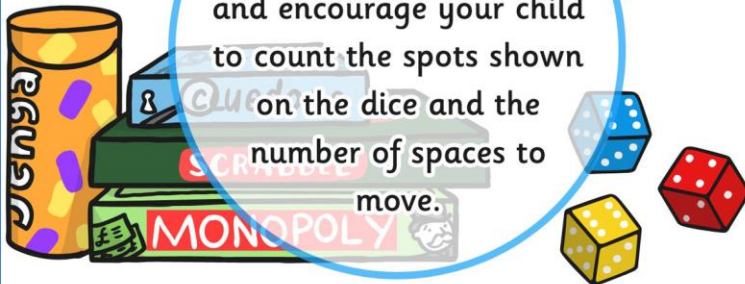 and encourage your child
to count the spots shown
on the dice and the
number of spaces to
move.
Jenga
Cluedo
SCRABBLE
£
MONOPOLY